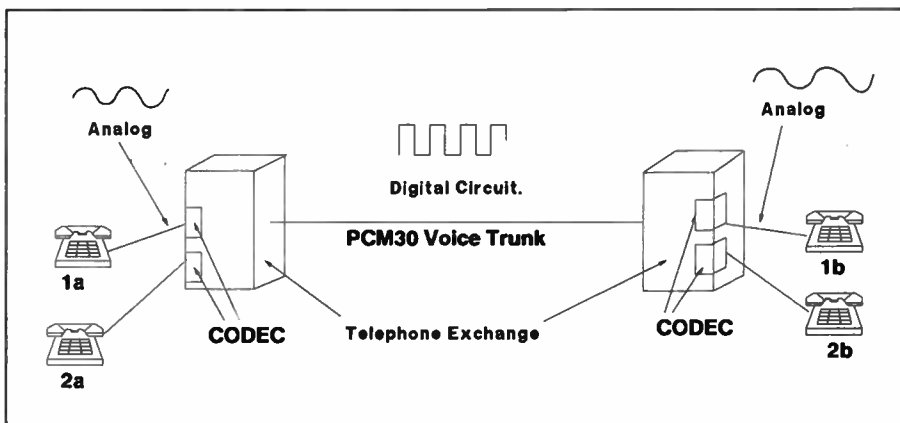 Analog
Analog
Digital Circuit.
PCM30 Voice Trunk
1a
1b
CODEC
Telephone Exchange
CODEC
2a
2b